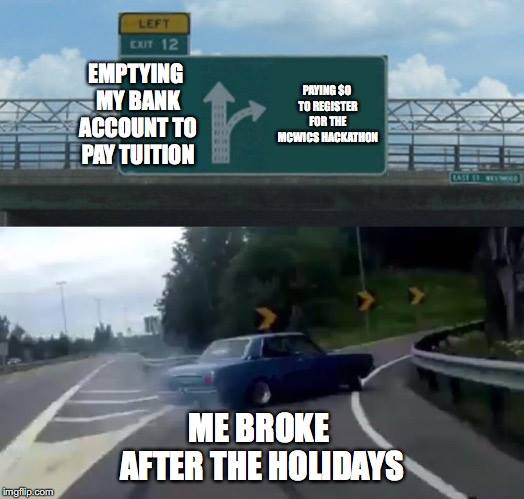 LEFT
EXIT 12
EMPTYING
MY BANK
ACCOUNT TO
PAY TUITION
PAYING $0
TO REGISTER
FOR THE
MCWICS HACKATHON
ME BROKE
AFTER THE HOLIDAYS
imgflip.com